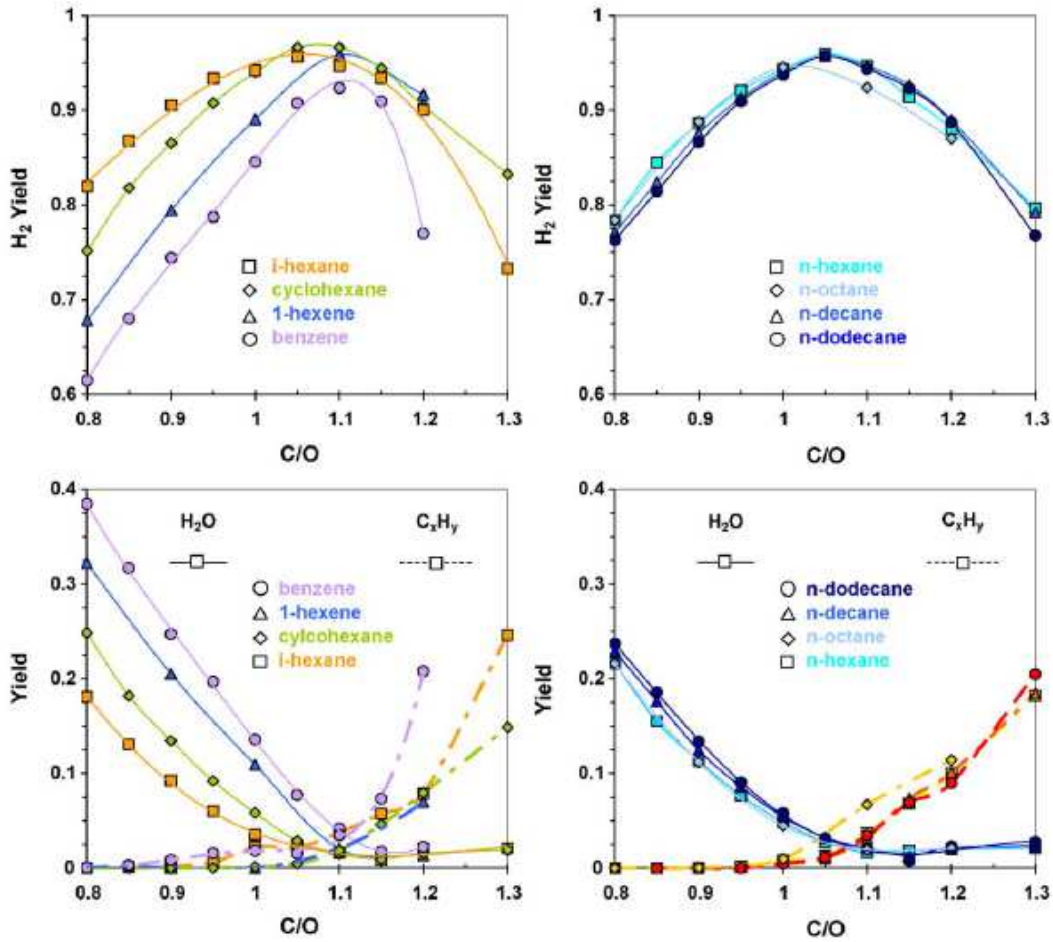 1
0.9
0.8
0.7
0.6
H2 Yield
i-hexane
cyclohexane
1-hexene
benzene
0.8 0.9 1 1.1 1.2 1.3
C/O
1
0.9
0.8
0.7
0.6
H2 Yield
n-hexane
n-octane
n-decane
n-dodecane
0.8 0.9 1 1.1 1.2 1.3
C/O
0.4
0.3
0.2
0.1
0
Yield
H2O CxHy
benzene
1-hexene
cylcohexane
i-hexane
0.8 0.9 1 1.1 1.2 1.3
C/O
0.4
0.3
0.2
0.1
0
Yield
H2O CxHy
n-dodecane
n-decane
n-octane
n-hexane
0.8 0.9 1 1.1 1.2 1.3
C/O